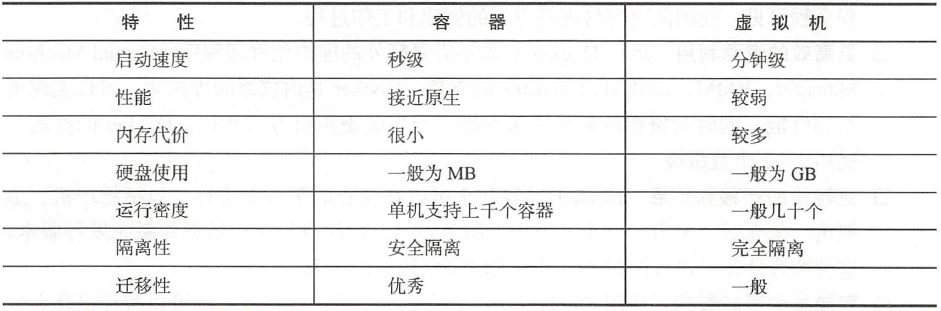 特 性 容 器 虚 拟 机
启动速度 秒级 分钟级
性能 接近原生 较弱
内存代价 很小 较多
硬盘使用 一般为 MB 一般为 GB
运行密度 单机支持上千个容器 一般几十个
隔离性 安全隔离 完全隔离
迁移性 优秀 一般